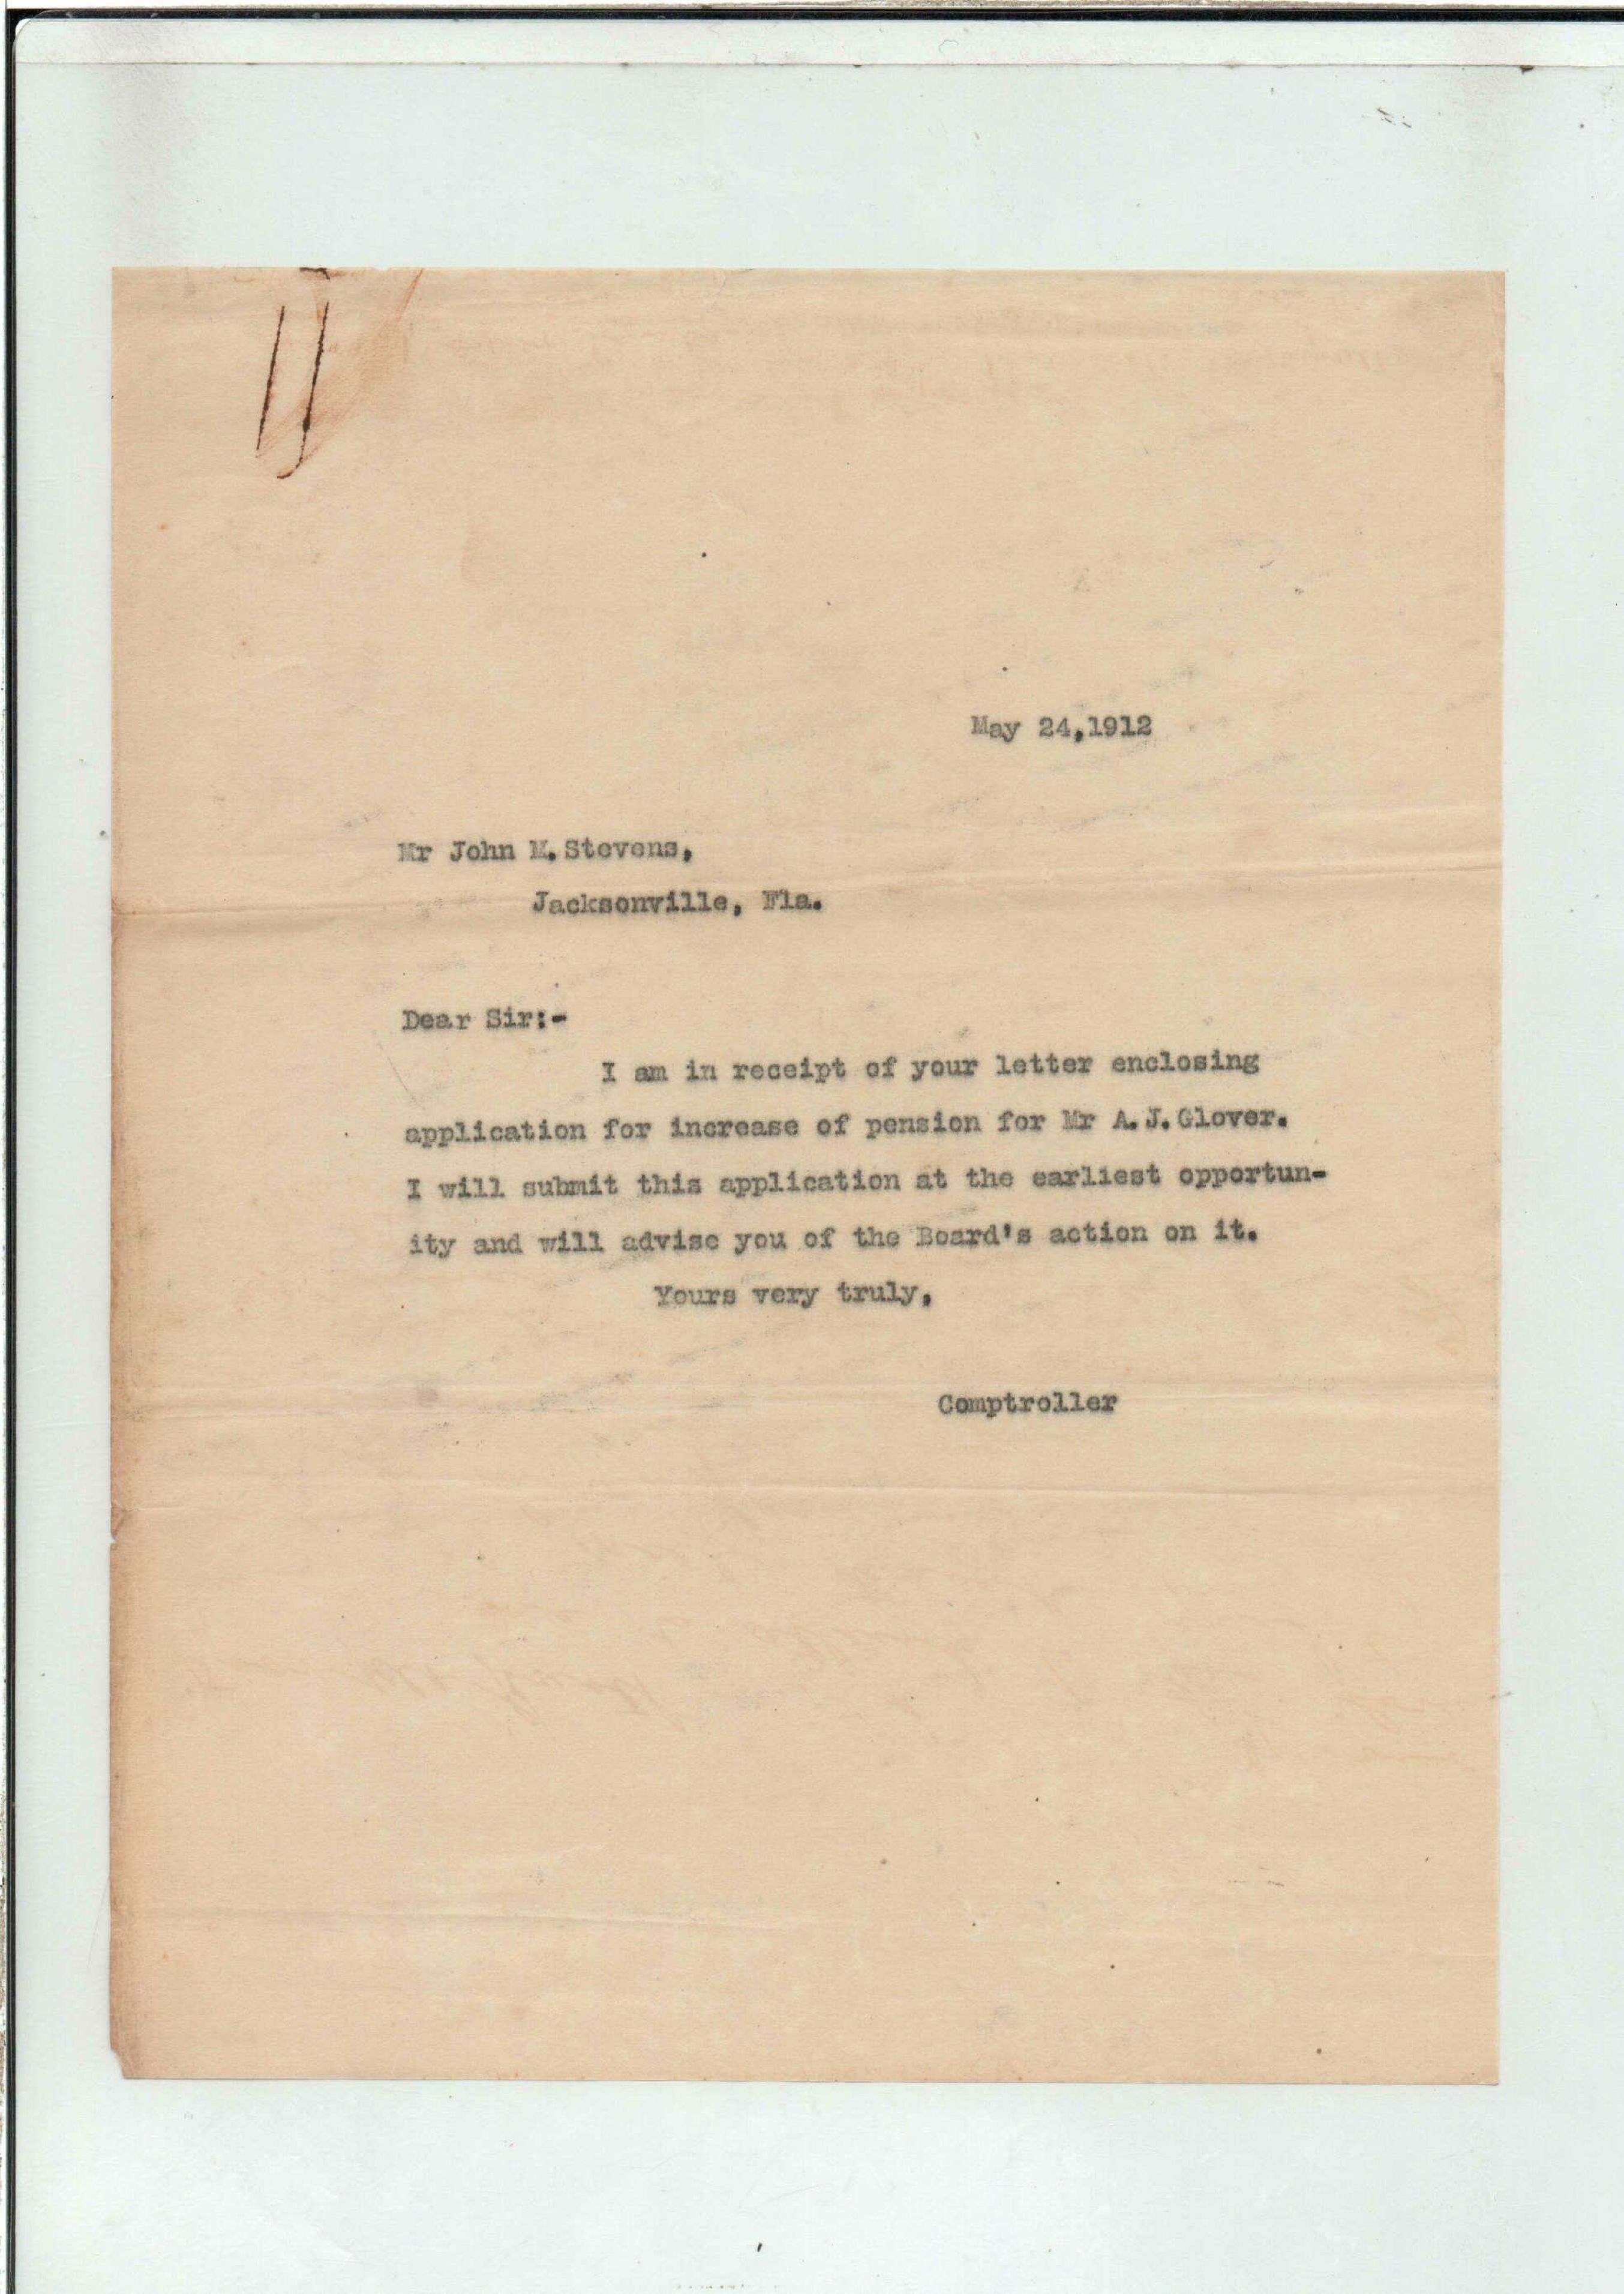 May 24,1912
Mr John M. Stevens,
Jacksonville, Fla.
Dear Sir:-
I am in receipt of your letter enclosing
application for increase of pension for Mr A.J.Glover.
I will submit this application at the earliest opportun-
ity and will advise you of the Board's action on it.
Yours very truly,
Comptroller